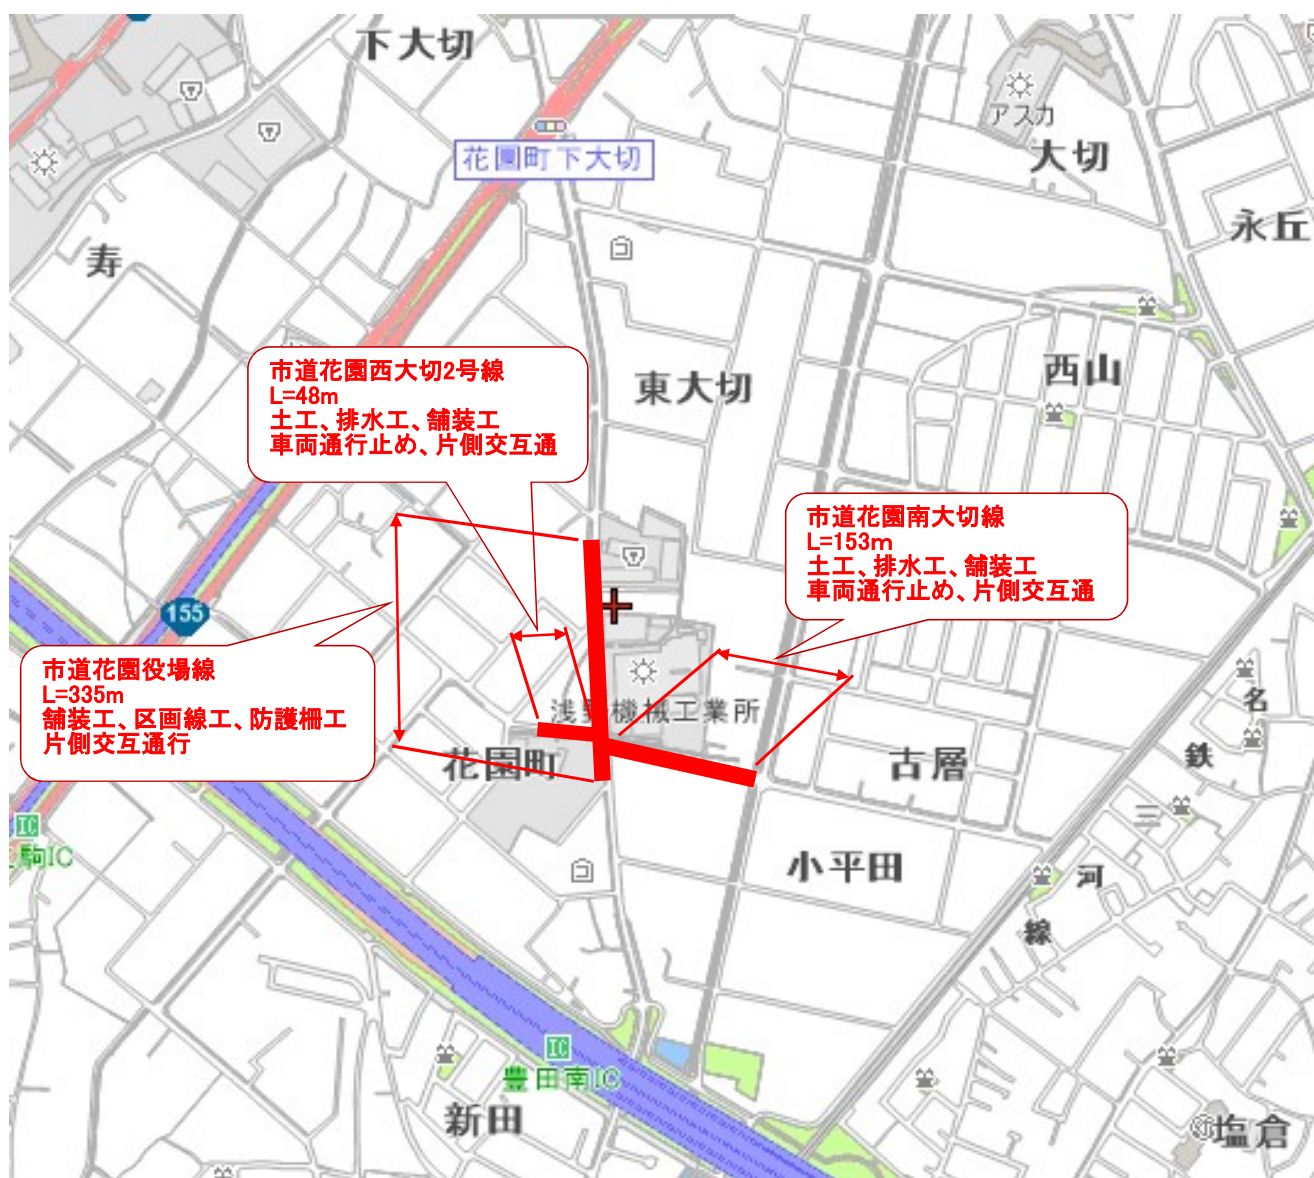 下大切
アスカ
大切
花園町下大切
永丘
寿
市道花園西大切2号線
L=48m
土工、排水工、舗装工
車両通行止め、片側交互通
東大切
西山
市道花園南大切線
L=153m
土工、排水工、舗装工
車両通行止め、片側交互通
155
市道花園役場線
L=335m
舗装工、区画線工、防護柵工
片側交互通行
浅野機械工業所
花園町
古層
名
鉄
三
河
線
IC
駒IC
小平田
IC
豊田南IC
新田
塩倉